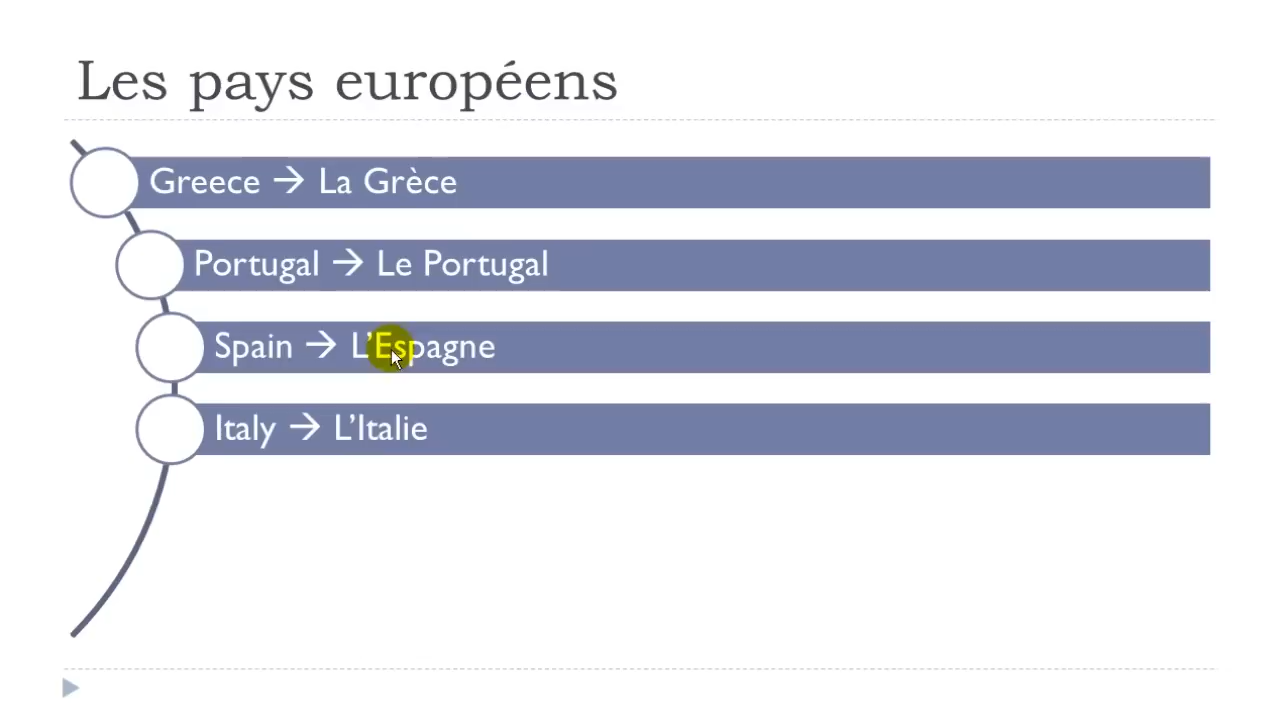 Les pays européens
Greece → La Grèce
Portugal → Le Portugal
Spain → L’Espagne
Italy → L’Italie